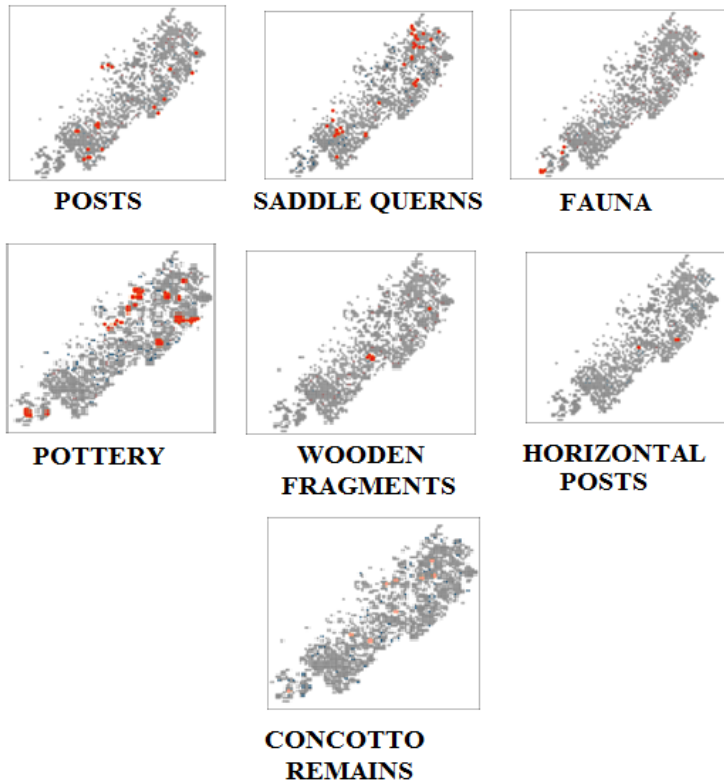 POSTS
SADDLE QUERNS
FAUNA
POTTERY
WOODEN
FRAGMENTS
HORIZONTAL
POSTS
CONCOTTO
REMAINS